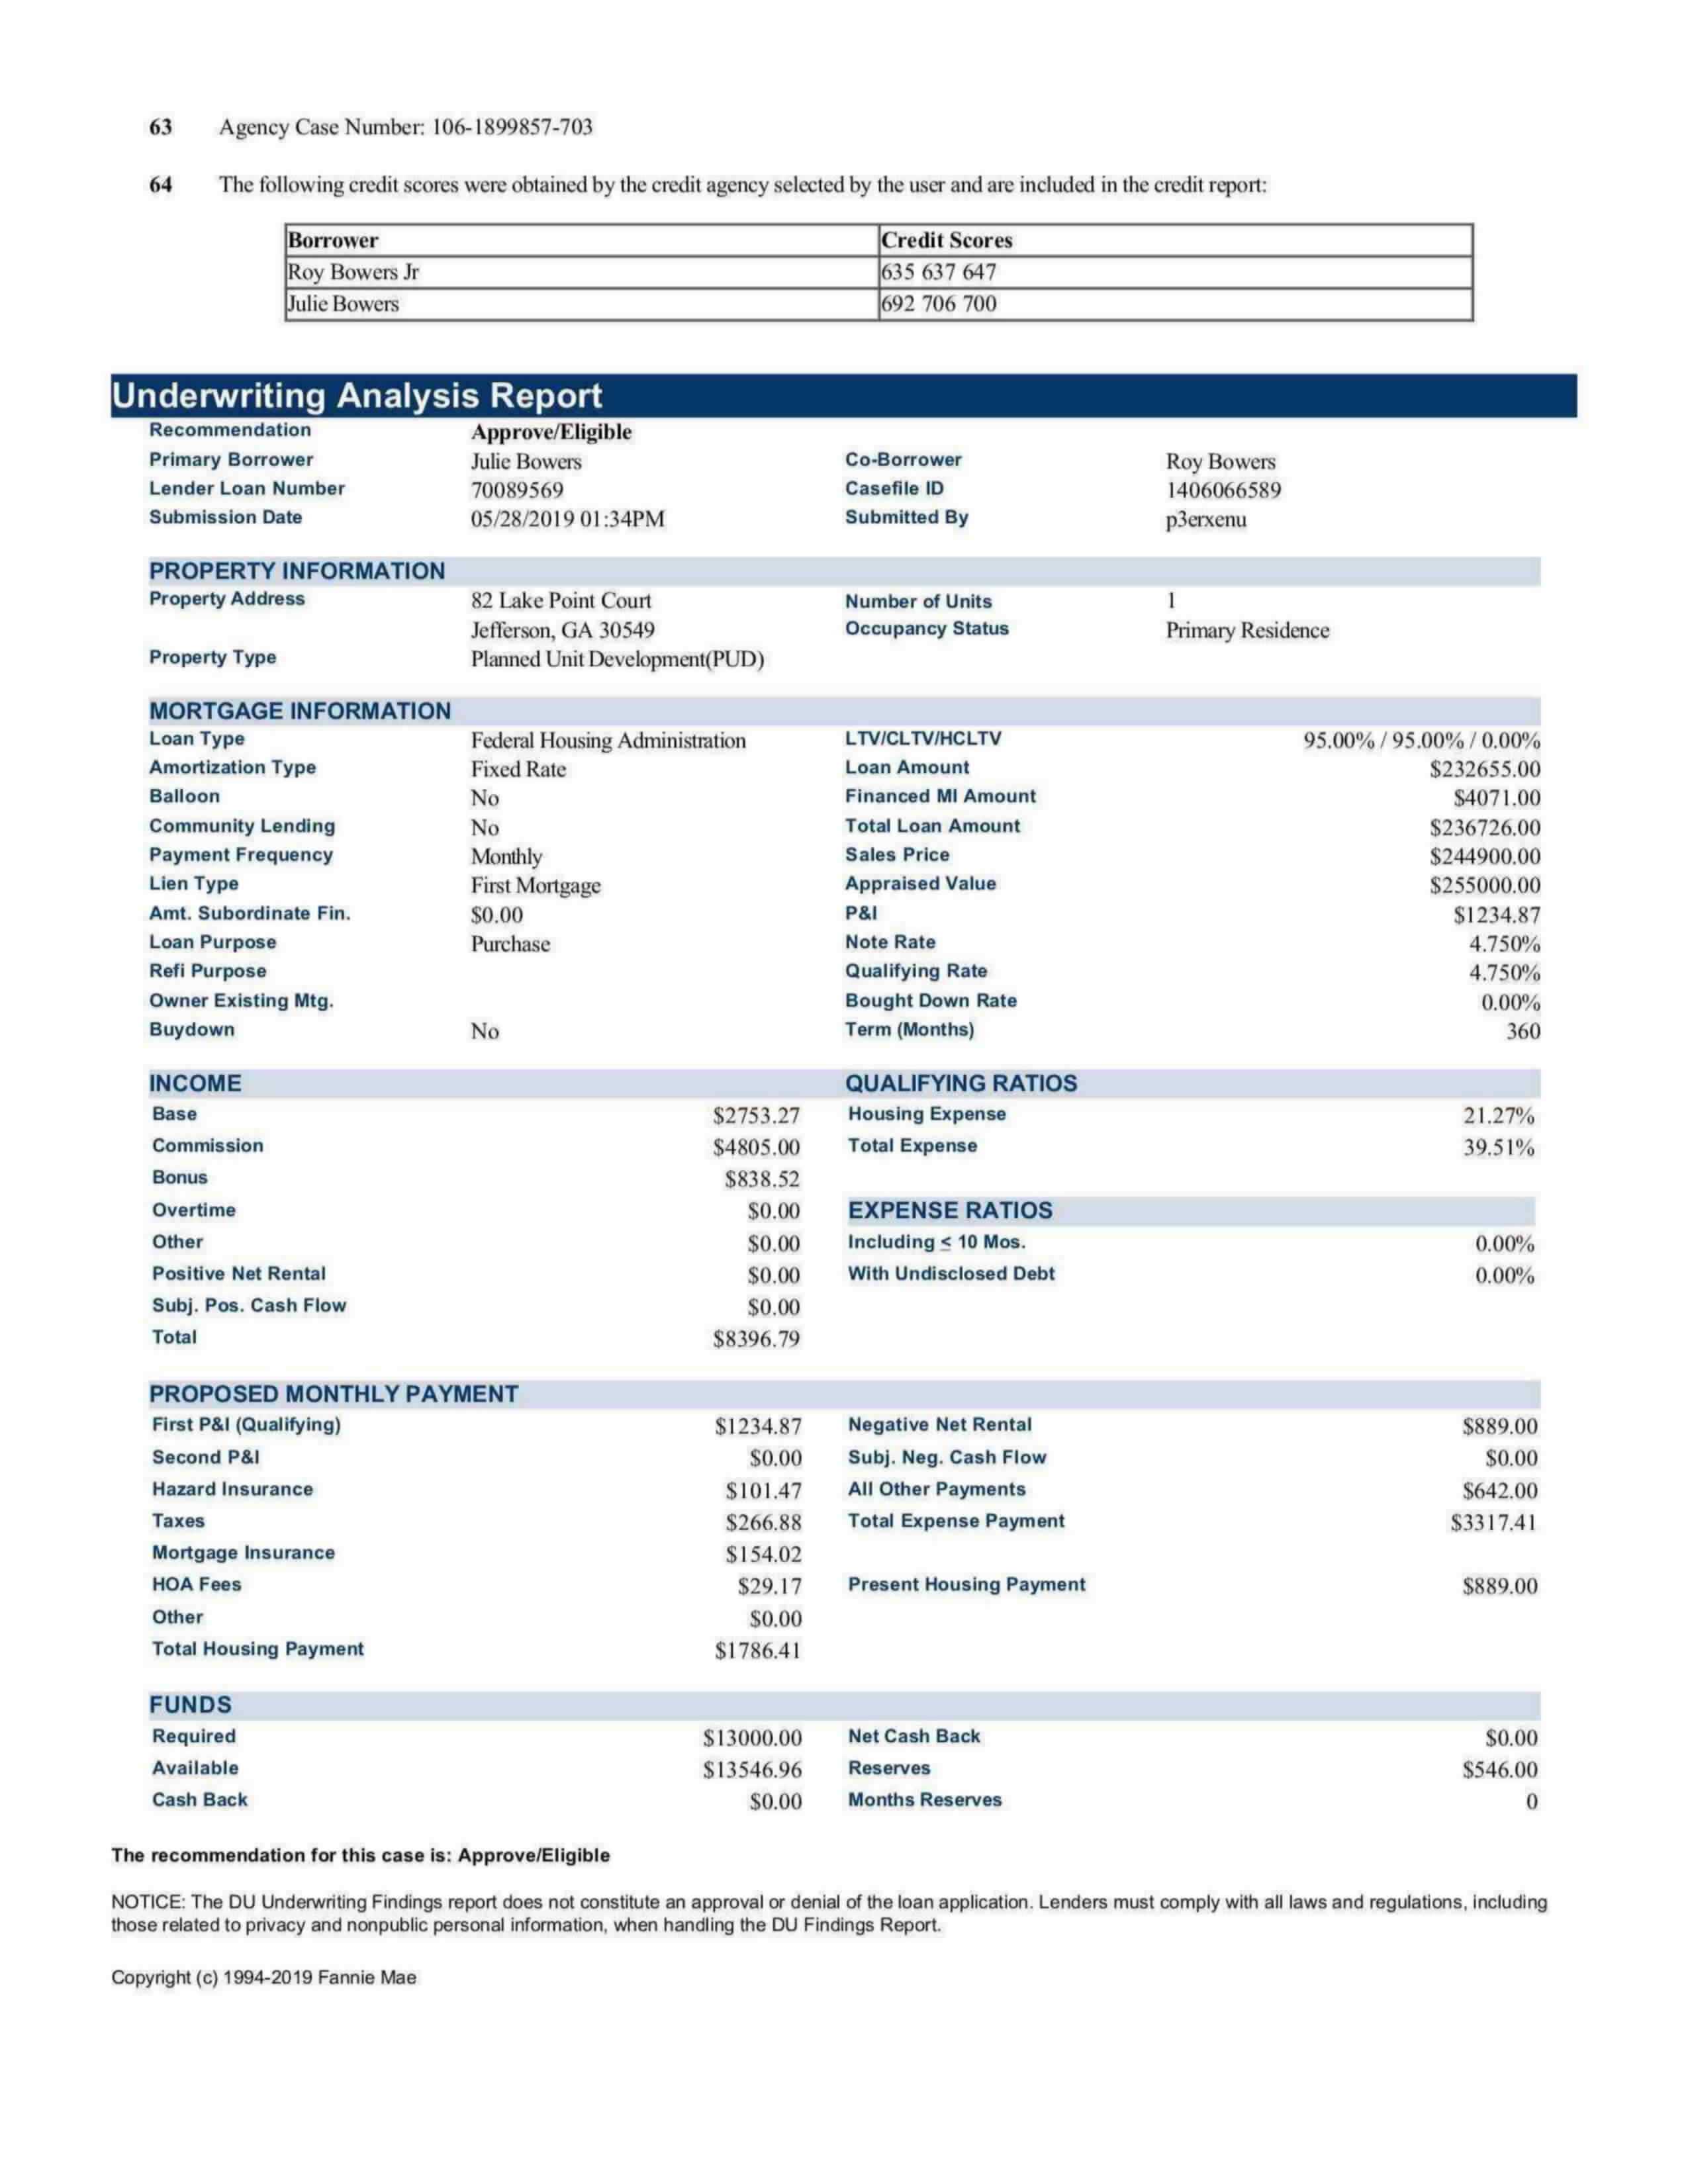 63 Agency Case Number: 106-1899857-703
64 The following credit scores were obtained by the credit agency selected by the user and are included in the credit report:
Borrower Credit Scores
Roy Bowers Jr 635 637 647
Julie Bowers 692 706 700
Underwriting Analysis Report
Recommendation Approve/Eligible
Primary Borrower Julie Bowers Co-Borrower Roy Bowers
Lender Loan Number 70089569 Casefile ID 1406066589
Submission Date 05/28/2019 01:34PM Submitted By p3erxenu
PROPERTY INFORMATION
Property Address 82 Lake Point Court Number of Units 1
Jefferson, GA 30549 Occupancy Status Primary Residence
Property Type Planned Unit Development(PUD)
MORTGAGE INFORMATION
Loan Type Federal Housing Administration LTV/CLTV/HCLTV 95.00% / 95.00% / 0.00%
Amortization Type Fixed Rate Loan Amount $232655.00
Balloon No Financed MI Amount $4071.00
Community Lending No Total Loan Amount $236726.00
Payment Frequency Monthly Sales Price $244900.00
Lien Type First Mortgage Appraised Value $255000.00
Amt. Subordinate Fin. $0.00 P&I $1234.87
Loan Purpose Purchase Note Rate 4.750%
Refi Purpose Qualifying Rate 4.750%
Owner Existing Mtg. Bought Down Rate 0.00%
Buydown No Term (Months) 360
INCOME QUALIFYING RATIOS
Base $2753.27 Housing Expense 21.27%
Commission $4805.00 Total Expense 39.51%
Bonus $838.52
Overtime $0.00 EXPENSE RATIOS
Other $0.00 Including ≤ 10 Mos. 0.00%
Positive Net Rental $0.00 With Undisclosed Debt 0.00%
Subj. Pos. Cash Flow $0.00
Total $8396.79
PROPOSED MONTHLY PAYMENT
First P&I (Qualifying) $1234.87 Negative Net Rental $889.00
Second P&I $0.00 Subj. Neg. Cash Flow $0.00
Hazard Insurance $101.47 All Other Payments $642.00
Taxes $266.88 Total Expense Payment $3317.41
Mortgage Insurance $154.02
HOA Fees $29.17 Present Housing Payment $889.00
Other $0.00
Total Housing Payment $1786.41
FUNDS
Required $13000.00 Net Cash Back $0.00
Available $13546.96 Reserves $546.00
Cash Back $0.00 Months Reserves 0
The recommendation for this case is: Approve/Eligible
NOTICE: The DU Underwriting Findings report does not constitute an approval or denial of the loan application. Lenders must comply with all laws and regulations, including
those related to privacy and nonpublic personal information, when handling the DU Findings Report.
Copyright (c) 1994-2019 Fannie Mae